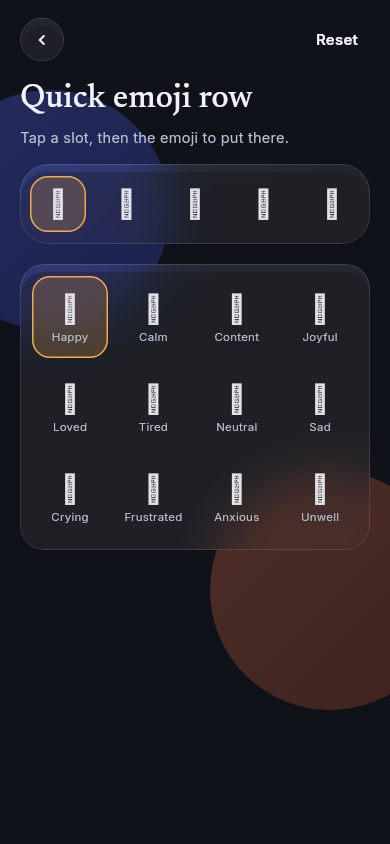 Reset
Quick emoji row
Tap a slot, then the emoji to put there.
Happy Calm Content Joyful
Loved Tired Neutral Sad
Crying Frustrated Anxious Unwell